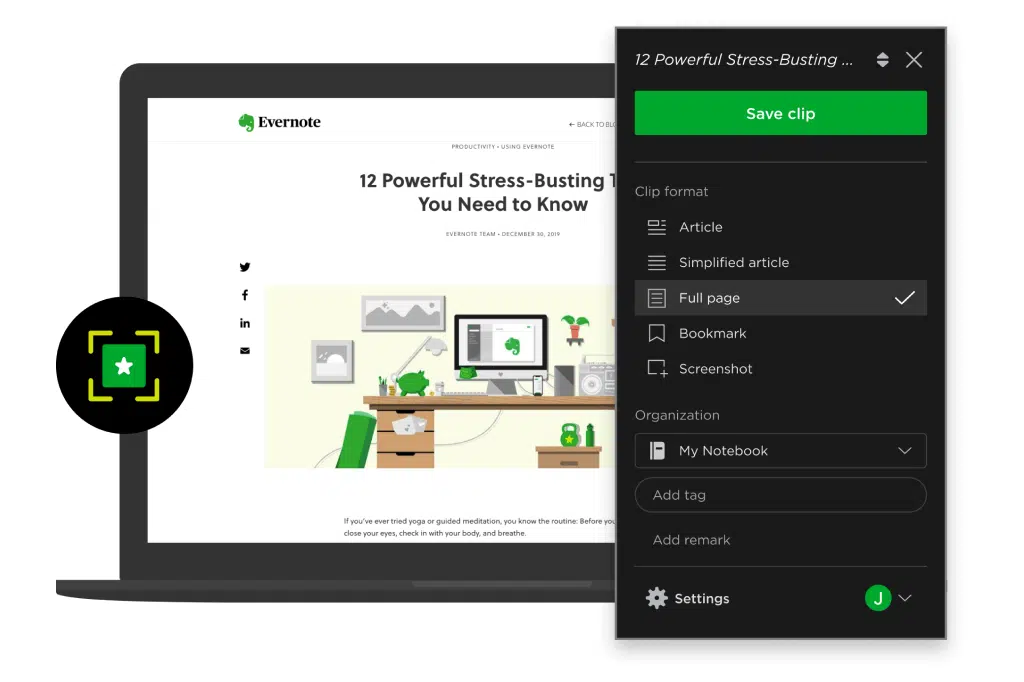 Evernote
← BACK TO BLO
PRODUCTIVITY • USING EVERNOTE
12 Powerful Stress-Busting T
You Need to Know
EVERNOTE TEAM • DECEMBER 30, 2019
If you've ever tried yoga or guided meditation, you know the routine: Before you
close your eyes, check in with your body, and breathe.
12 Powerful Stress-Busting ...
Save clip
Clip format
Article
Simplified article
Full page
Bookmark
Screenshot
Organization
My Notebook
Add tag
Add remark
Settings
J